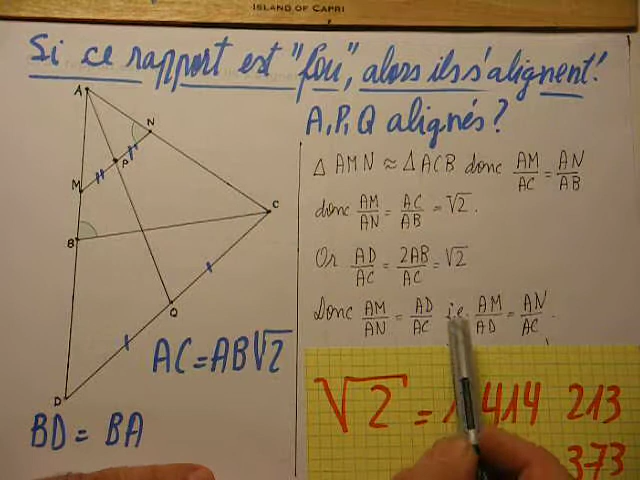 ISLAND OF CAPRI
Si ce rapport est "fou", alors ils s'alignent!
A, P, Q alignés?
A
N
P
M
C
B
Q
D
AC = AB√2
BD = BA
Δ AMN ≈ Δ ACB donc AM/AC = AN/AB
donc AM/AN = AC/AB = √2.
Or AD/AC = 2AB/AC = √2
Donc AM/AN = AD/AC i.e. AM/AD = AN/AC.
√2 = 414 213
373